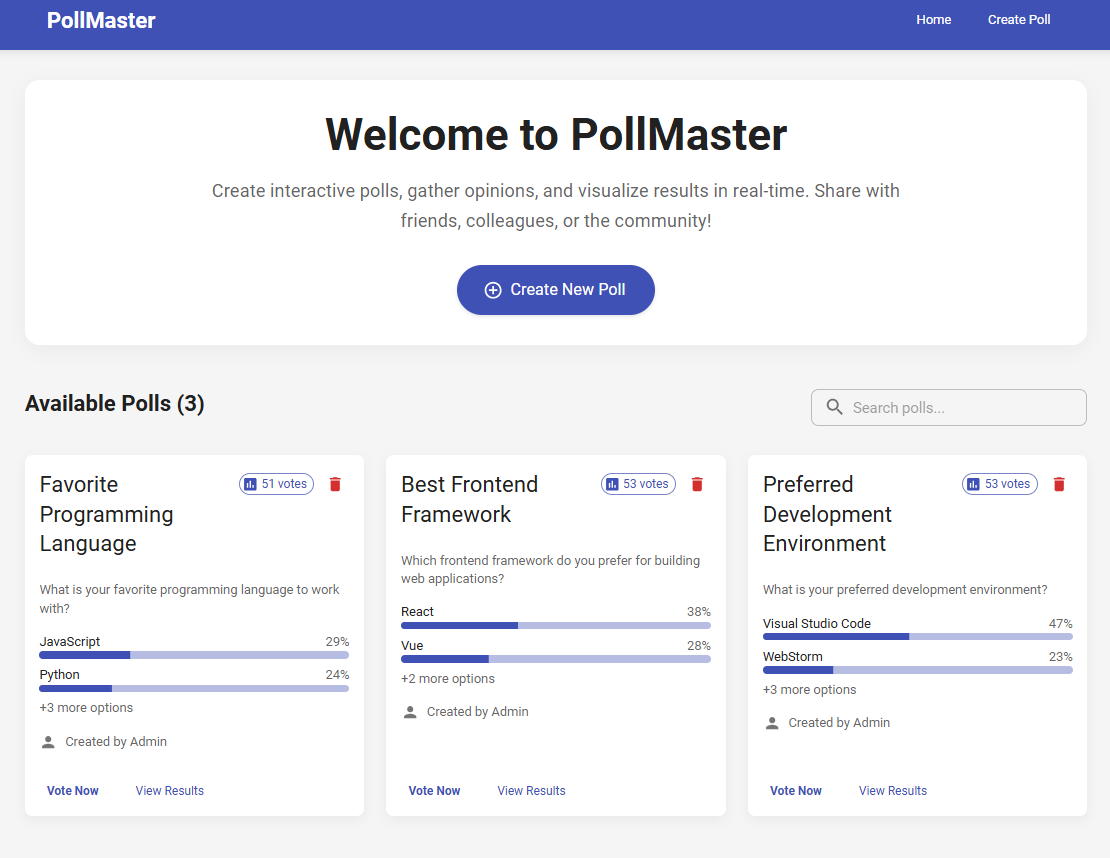 PollMaster
Home
Create Poll
Welcome to PollMaster
Create interactive polls, gather opinions, and visualize results in real-time. Share with
friends, colleagues, or the community!
Create New Poll
Available Polls (3)
Search polls...
Favorite
Programming
Language
51 votes
What is your favorite programming language to work
with?
JavaScript 29%
Python 24%
+3 more options
Created by Admin
Vote Now
View Results
Best Frontend
Framework
53 votes
Which frontend framework do you prefer for building
web applications?
React 38%
Vue 28%
+2 more options
Created by Admin
Vote Now
View Results
Preferred
Development
Environment
53 votes
What is your preferred development environment?
Visual Studio Code 47%
WebStorm 23%
+3 more options
Created by Admin
Vote Now
View Results